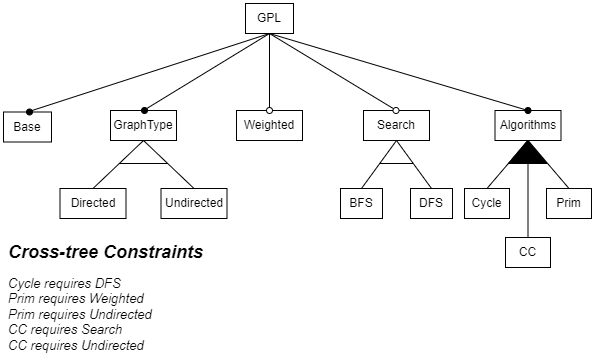 GPL
Base
GraphType
Weighted
Search
Algorithms
Directed
Undirected
BFS
DFS
Cycle
Prim
CC
Cross-tree Constraints
Cycle requires DFS
Prim requires Weighted
Prim requires Undirected
CC requires Search
CC requires Undirected